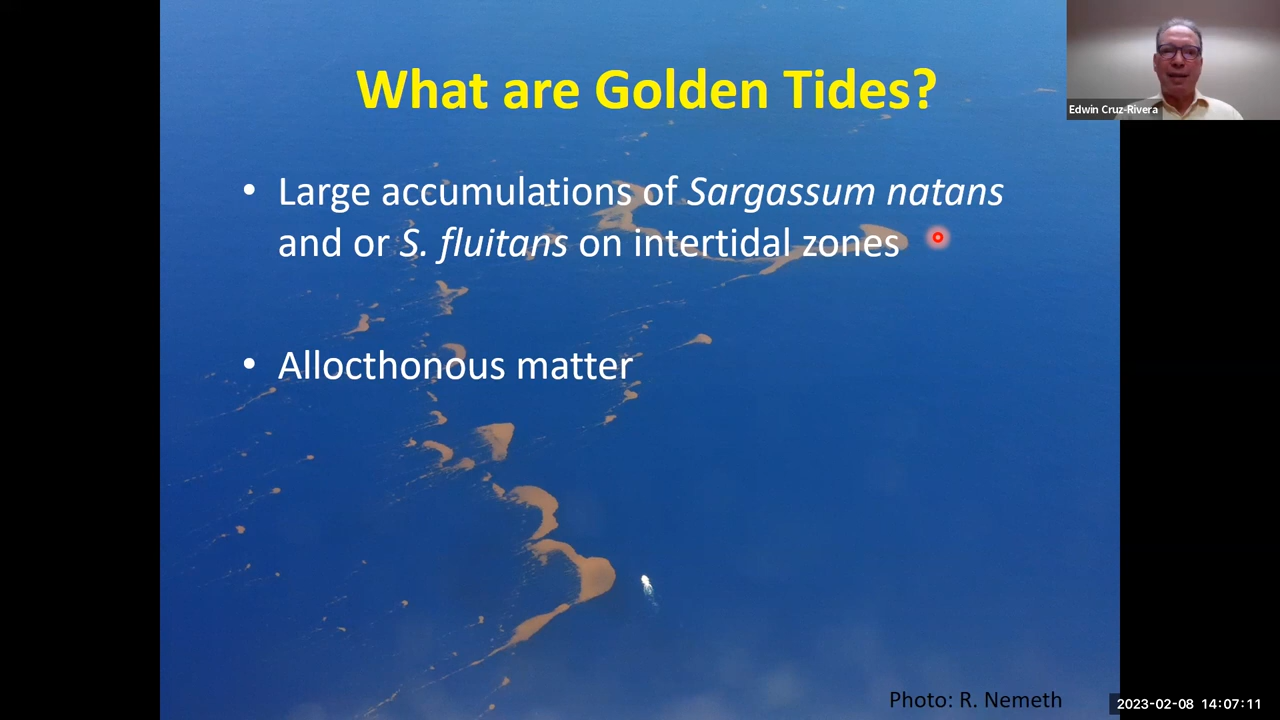 What are Golden Tides?
Edwin Cruz-Rivera
• Large accumulations of Sargassum natans
and or S. fluitans on intertidal zones
• Allocthonous matter
Photo: R. Nemeth
2023-02-08 14:07:11